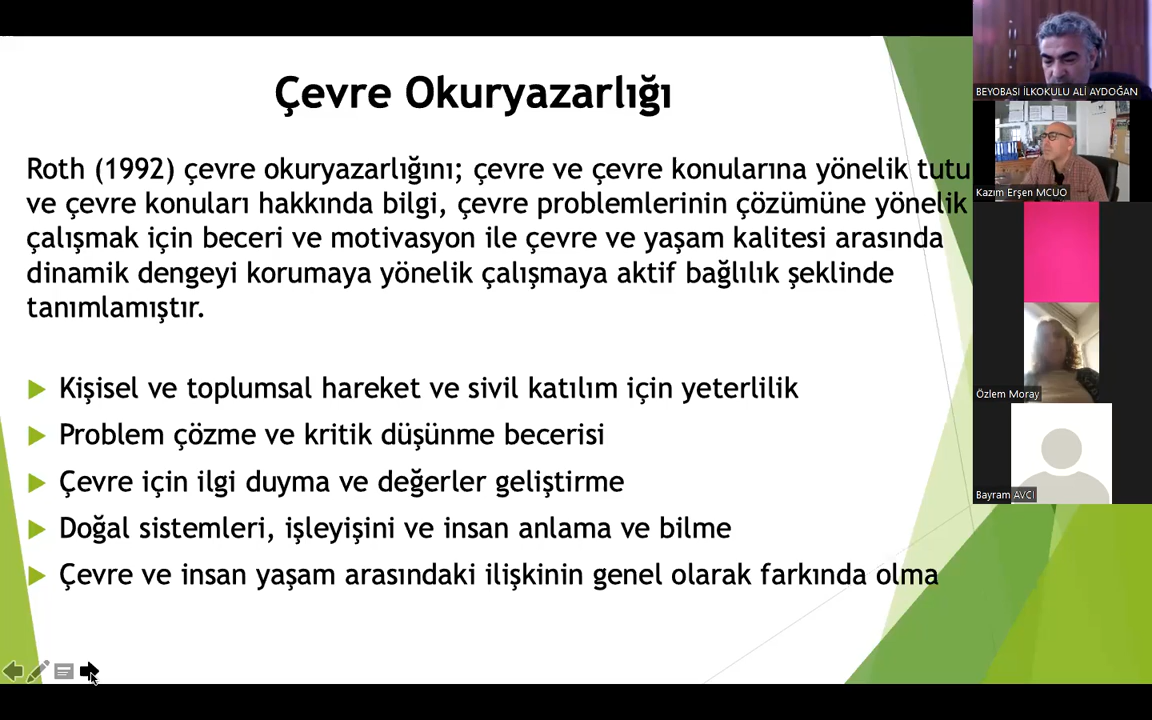 Çevre Okuryazarlığı
Roth (1992) çevre okuryazarlığını; çevre ve çevre konularına yönelik tutu
ve çevre konuları hakkında bilgi, çevre problemlerinin çözümüne yönelik
çalışmak için beceri ve motivasyon ile çevre ve yaşam kalitesi arasında
dinamik dengeyi korumaya yönelik çalışmaya aktif bağlılık şeklinde
tanımlamıştır.
Kişisel ve toplumsal hareket ve sivil katılım için yeterlilik
Problem çözme ve kritik düşünme becerisi
Çevre için ilgi duyma ve değerler geliştirme
Doğal sistemleri, işleyişini ve insan anlama ve bilme
Çevre ve insan yaşam arasındaki ilişkinin genel olarak farkında olma
BEYOBASI İLKOKULU ALİ AYDOĞAN
Kazım Erşen MCUO
Özlem Moray
Bayram AVCI